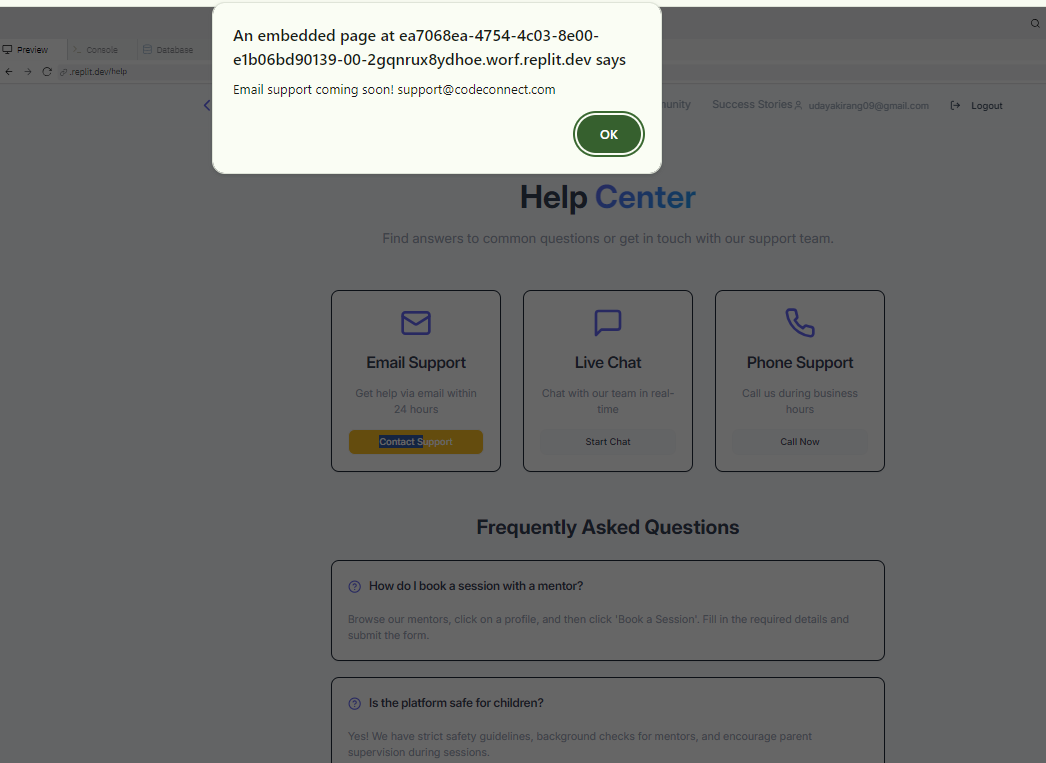 An embedded page at ea7068ea-4754-4c03-8e00-
e1b06bd90139-00-2gqnrux8ydhoe.worf.replit.dev says
Email support coming soon! support@codeconnect.com
OK
Preview
Console
Database
.replit.dev/help
Success Stories
udayakirang09@gmail.com
Logout
Help Center
Find answers to common questions or get in touch with our support team.
Email Support
Get help via email within
24 hours
Contact Support
Live Chat
Chat with our team in real-
time
Start Chat
Phone Support
Call us during business
hours
Call Now
Frequently Asked Questions
How do I book a session with a mentor?
Browse our mentors, click on a profile, and then click 'Book a Session'. Fill in the required details and
submit the form.
Is the platform safe for children?
Yes! We have strict safety guidelines, background checks for mentors, and encourage parent
supervision during sessions.